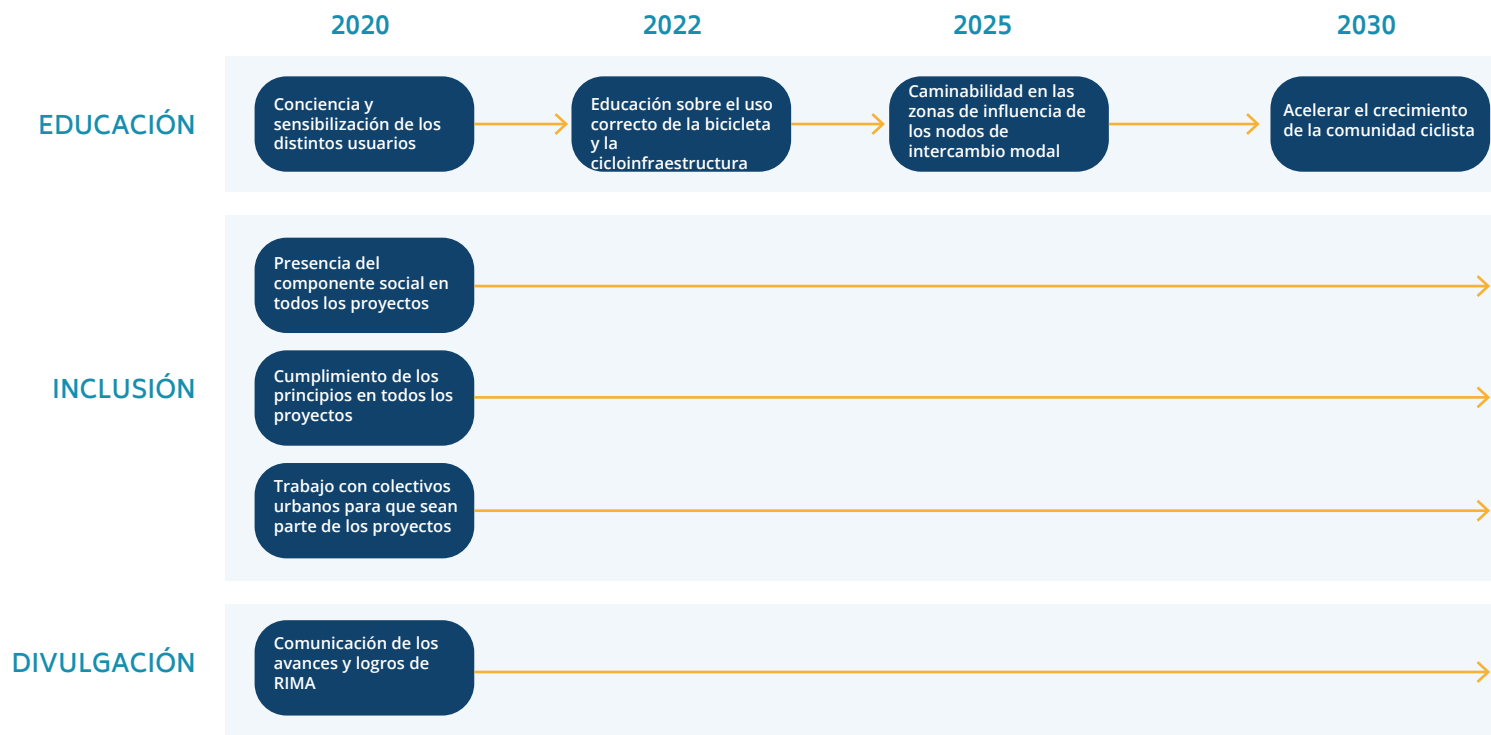 2020
2022
2025
2030
EDUCACIÓN
Conciencia y
sensibilización de los
distintos usuarios
Educación sobre el uso
correcto de la bicicleta
y la
cicloinfraestructura
Caminabilidad en las
zonas de influencia de
los nodos de
intercambio modal
Acelerar el crecimiento
de la comunidad ciclista
INCLUSIÓN
Presencia del
componente social en
todos los proyectos
Cumplimiento de los
principios en todos los
proyectos
Trabajo con colectivos
urbanos para que sean
parte de los proyectos
DIVULGACIÓN
Comunicación de los
avances y logros de
RIMA